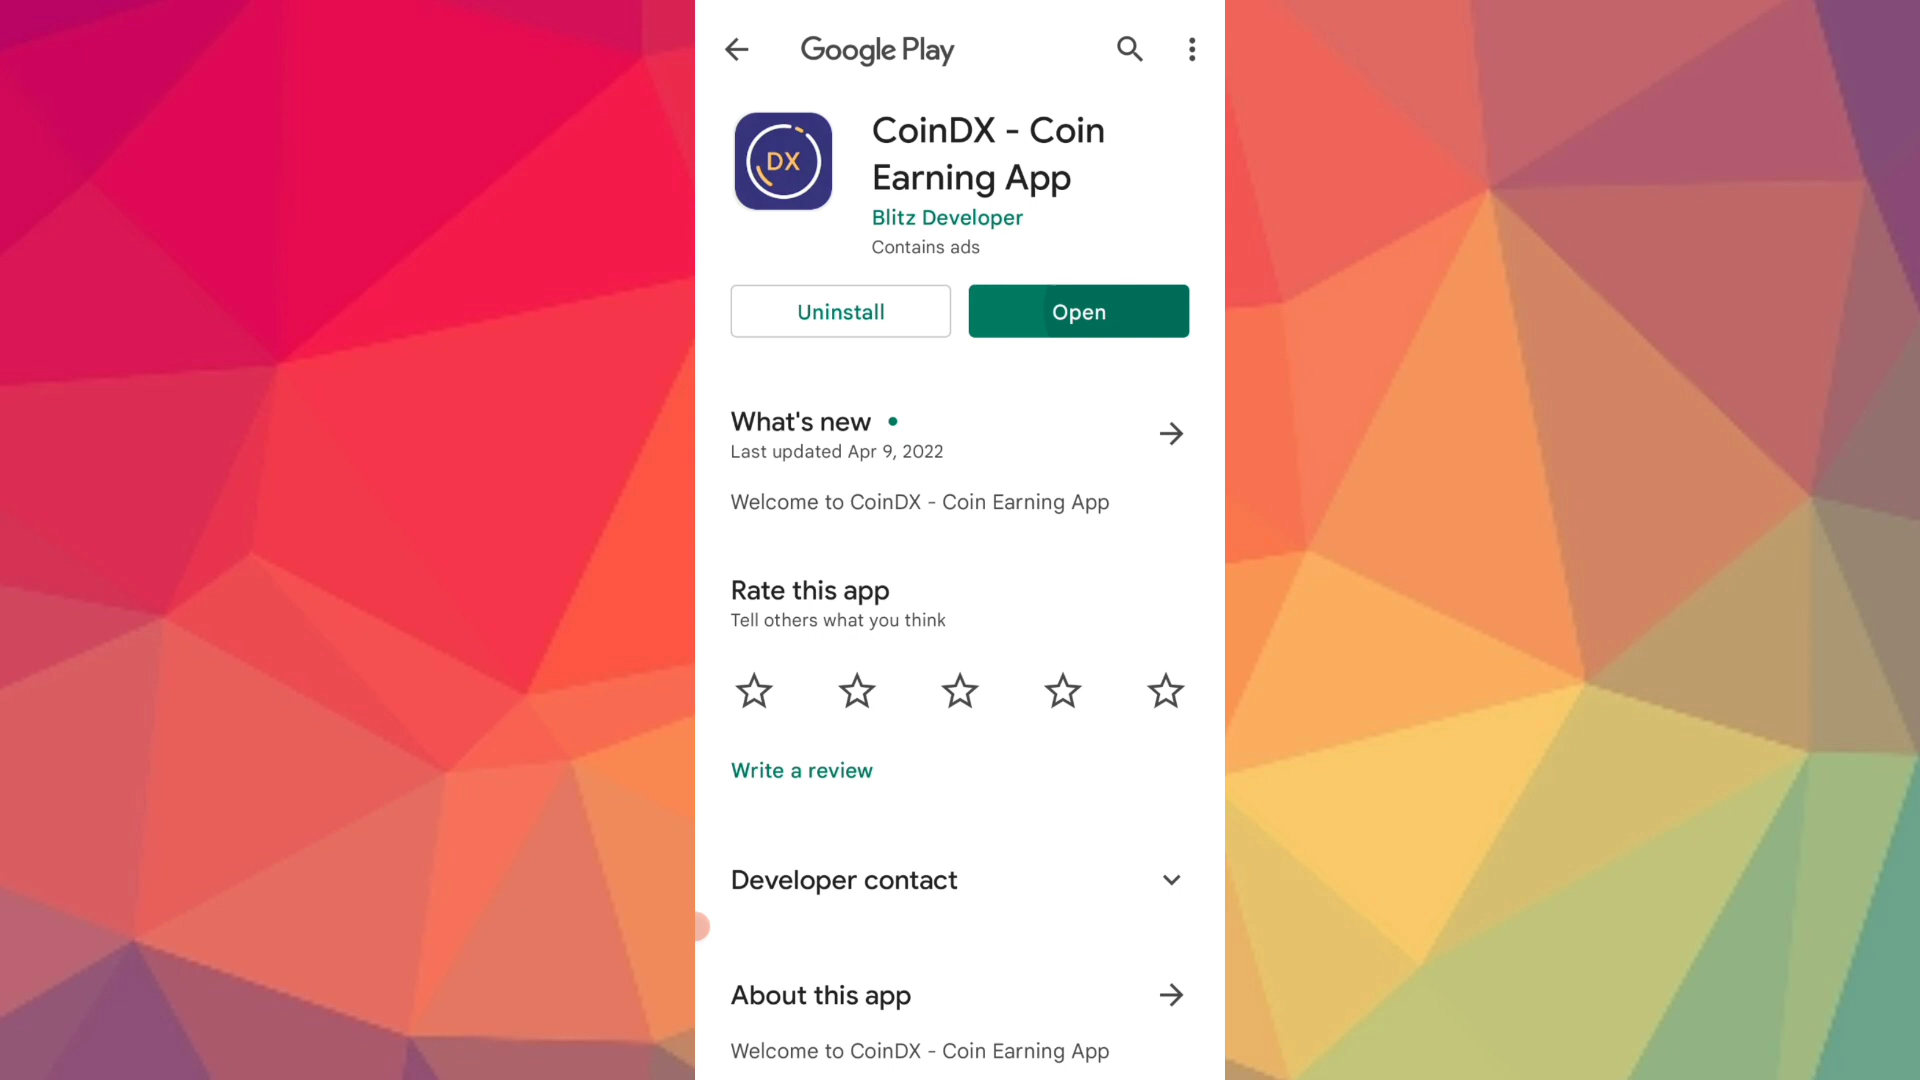 Google Play
DX
CoinDX - Coin
Earning App
Blitz Developer
Contains ads
Uninstall
Open
What's new
Last updated Apr 9, 2022
Welcome to CoinDX - Coin Earning App
Rate this app
Tell others what you think
Write a review
Developer contact
About this app
Welcome to CoinDX - Coin Earning App